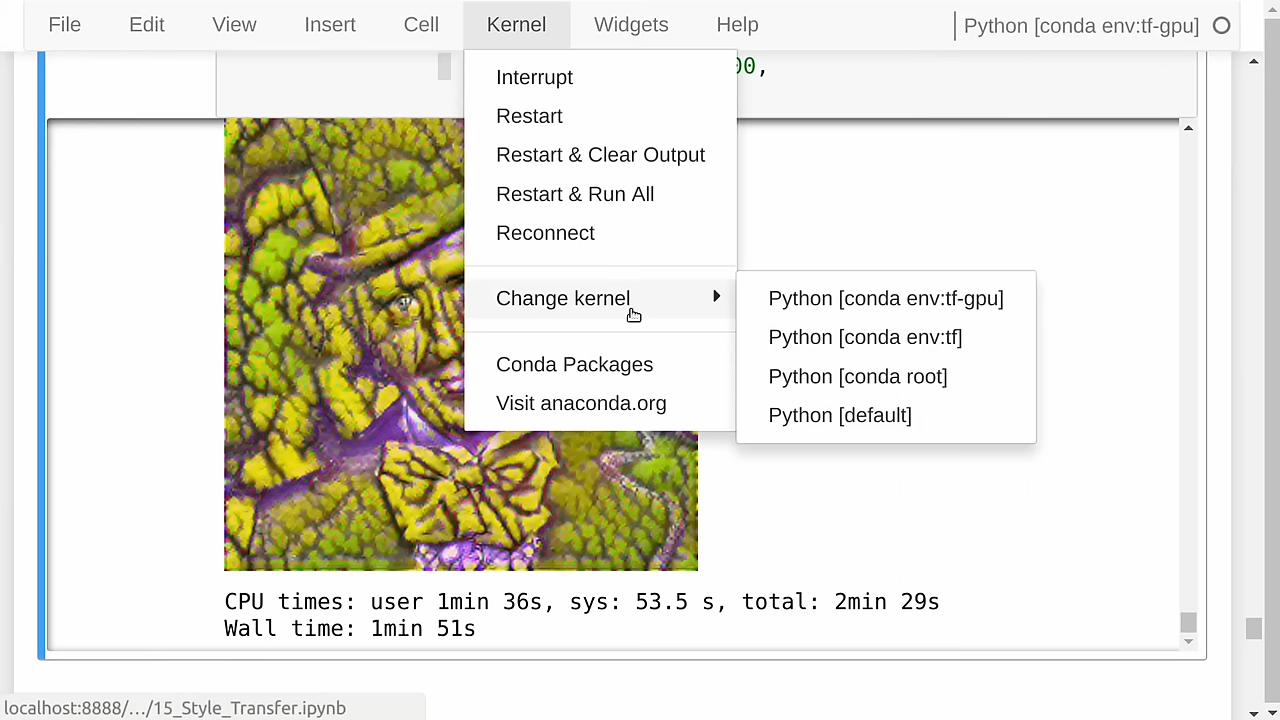 File Edit View Insert Cell Kernel Widgets Help Python [conda env:tf-gpu]
00,
Interrupt
Restart
Restart & Clear Output
Restart & Run All
Reconnect
Change kernel
Python [conda env:tf-gpu]
Python [conda env:tf]
Python [conda root]
Python [default]
Conda Packages
Visit anaconda.org
CPU times: user 1min 36s, sys: 53.5 s, total: 2min 29s
Wall time: 1min 51s
localhost:8888/…/15_Style_Transfer.ipynb